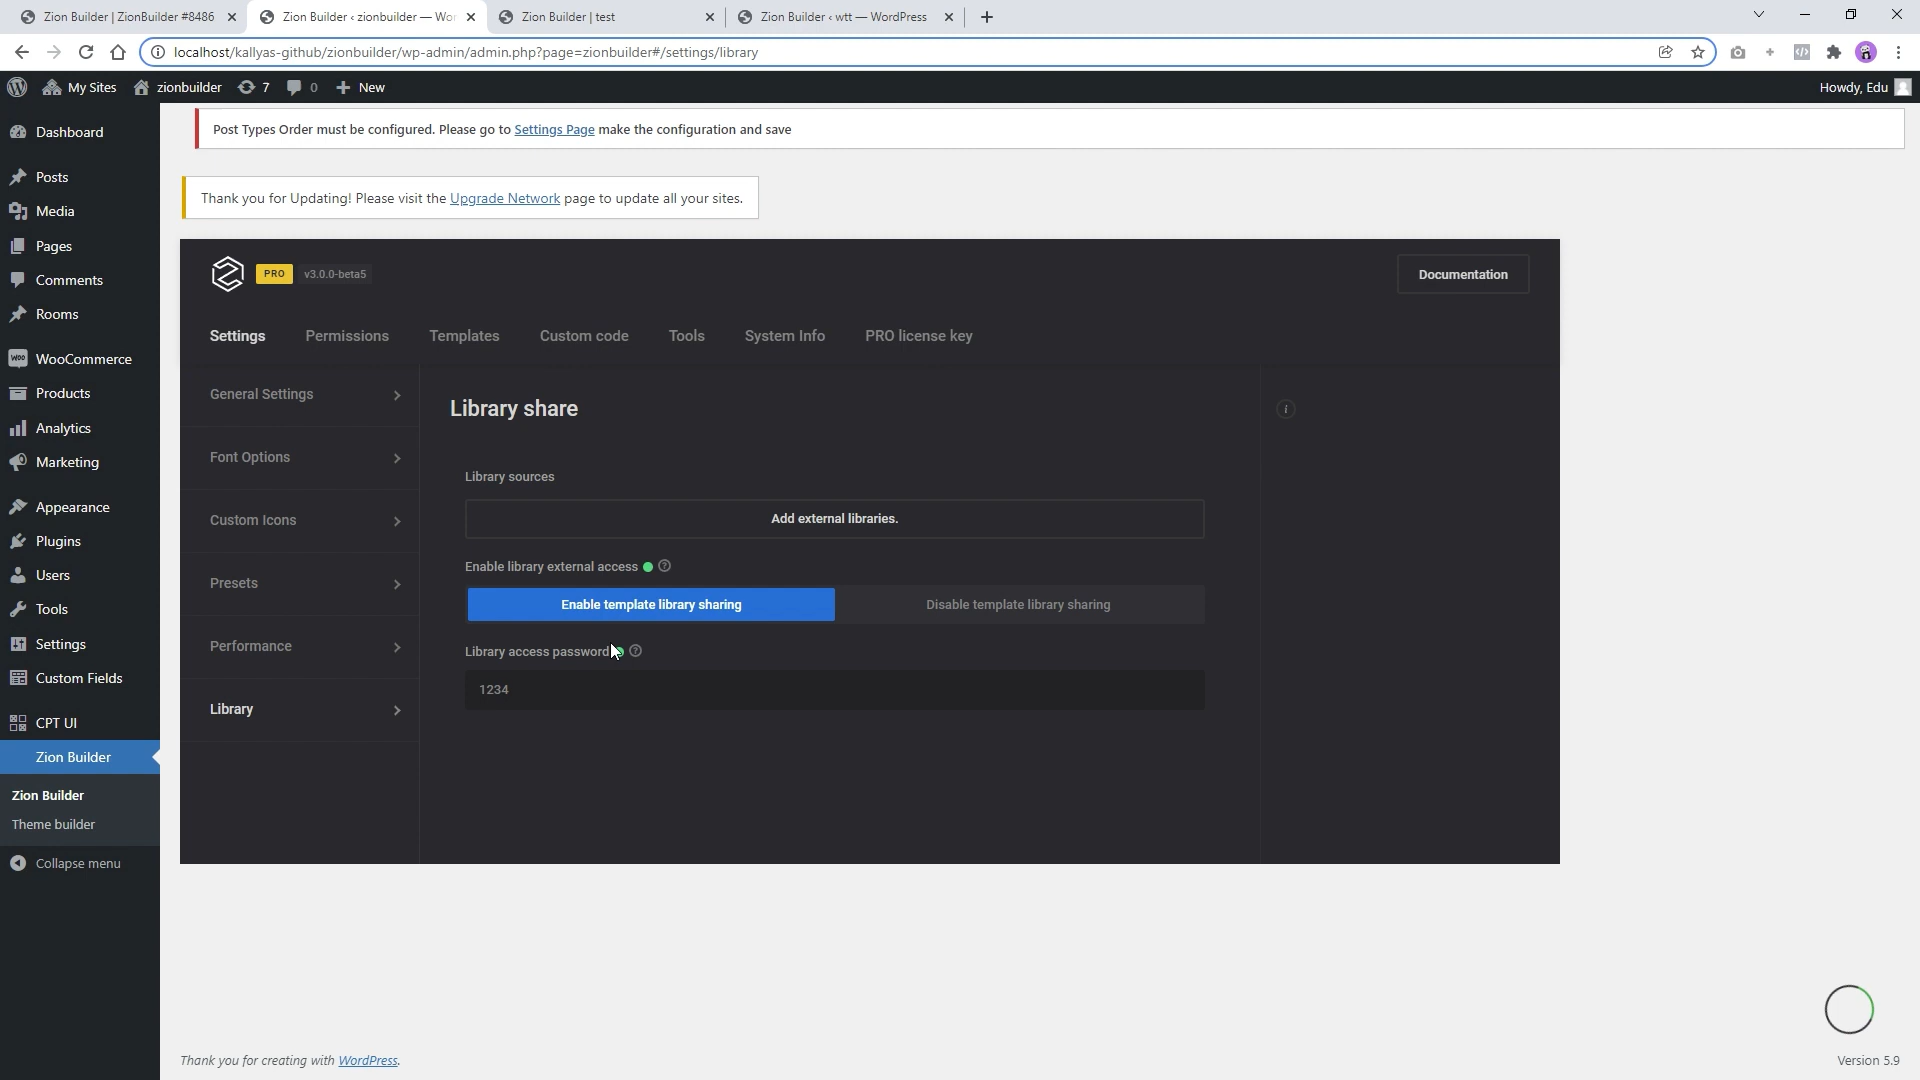 Zion Builder | ZionBuilder #8486
Zion Builder ‹ zionbuilder — Wor
Zion Builder | test
Zion Builder ‹ wtt — WordPress
localhost/kallyas-github/zionbuilder/wp-admin/admin.php?page=zionbuilder#/settings/library
My Sites
zionbuilder
7
0
New
Howdy, Edu
Dashboard
Posts
Media
Pages
Comments
Rooms
WooCommerce
Products
Analytics
Marketing
Appearance
Plugins
Users
Tools
Settings
Custom Fields
CPT UI
Zion Builder
Zion Builder
Theme builder
Collapse menu
Post Types Order must be configured. Please go to Settings Page make the configuration and save
Thank you for Updating! Please visit the Upgrade Network page to update all your sites.
PRO
v3.0.0-beta5
Documentation
Settings
Permissions
Templates
Custom code
Tools
System Info
PRO license key
General Settings
Font Options
Custom Icons
Presets
Performance
Library
Library share
Library sources
Add external libraries.
Enable library external access
Enable template library sharing
Disable template library sharing
Library access password
1234
Thank you for creating with WordPress.
Version 5.9